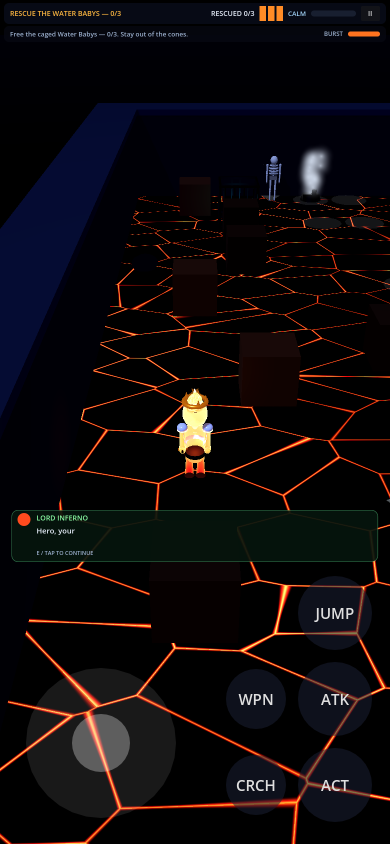 RESCUE THE WATER BABYS — 0/3
RESCUED 0/3
CALM
Free the caged Water Babys — 0/3. Stay out of the cones.
BURST
LORD INFERNO
Hero, your
E / TAP TO CONTINUE
JUMP
WPN
ATK
CRCH
ACT